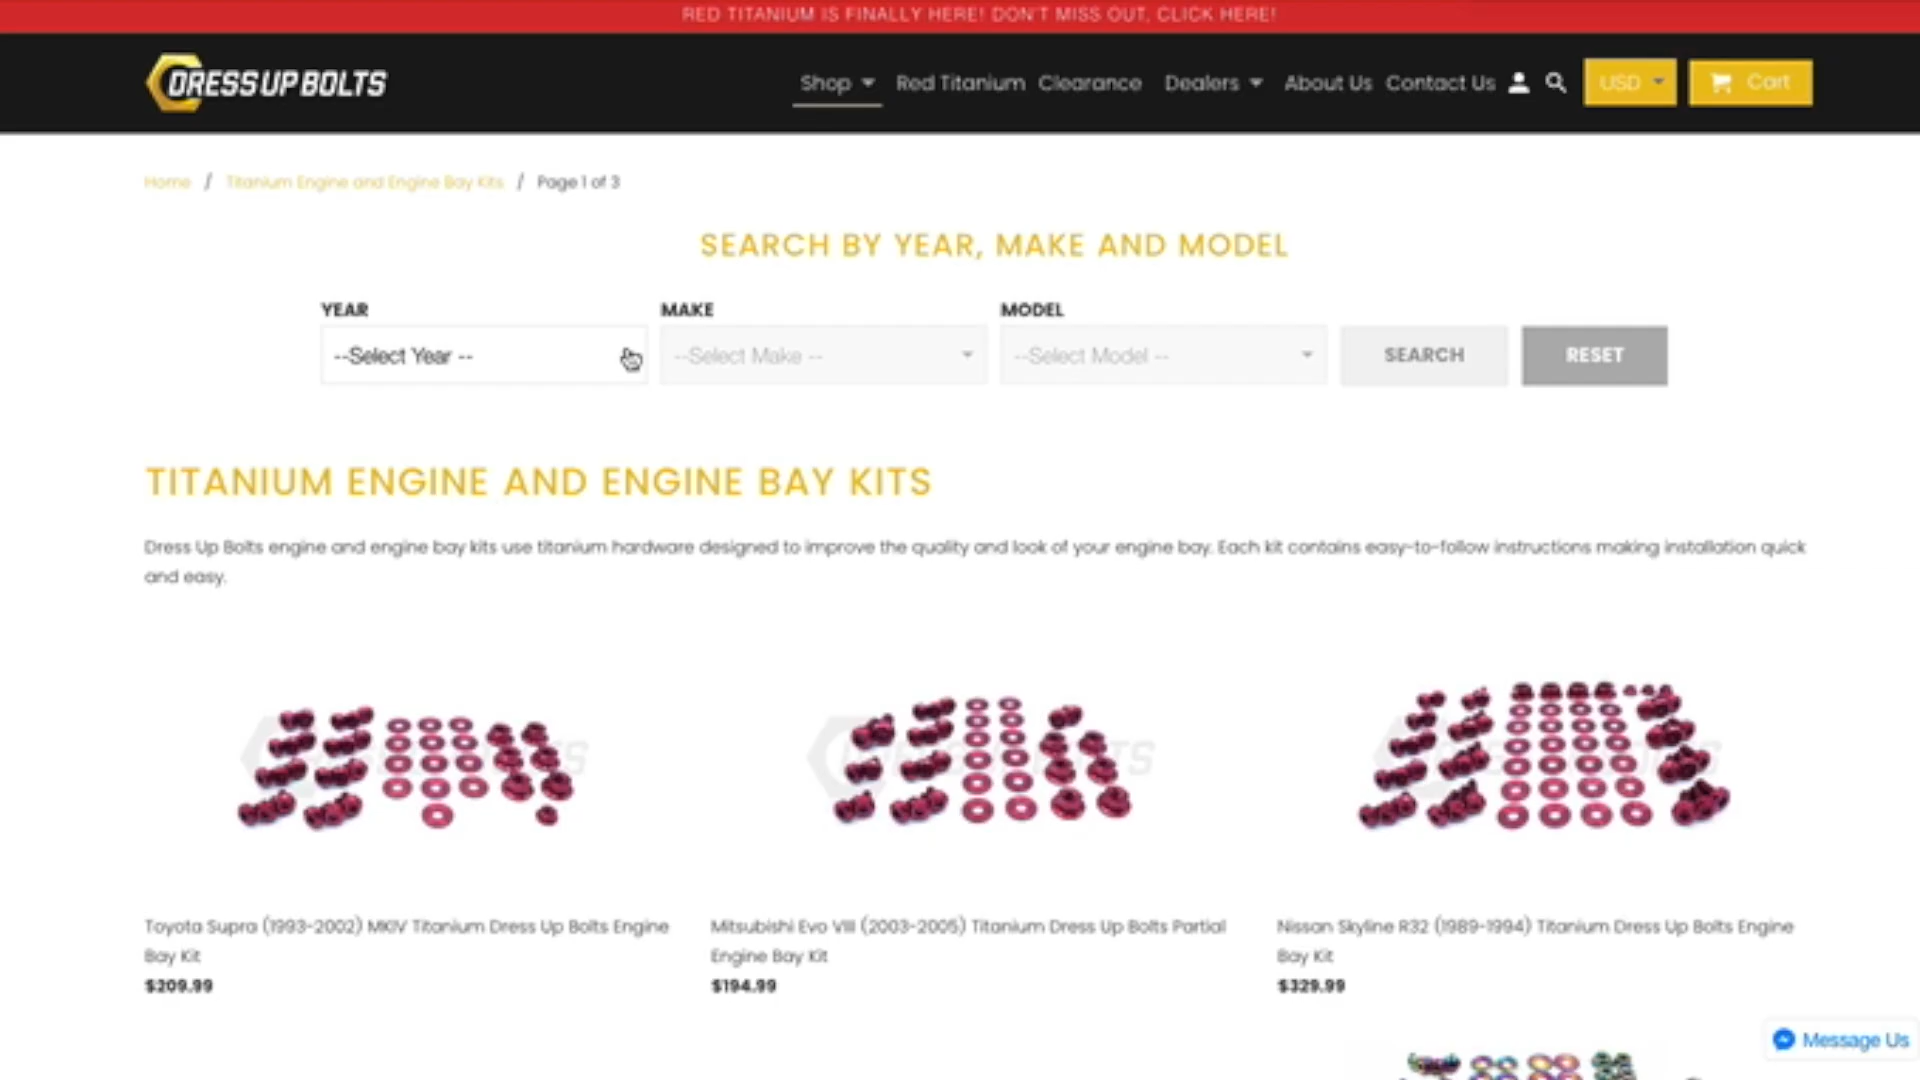 RED TITANIUM IS FINALLY HERE! DON'T MISS OUT, CLICK HERE!
DRESS UP BOLTS
Shop Red Titanium Clearance Dealers About Us Contact Us USD Cart
Home / Titanium Engine and Engine Bay Kits / Page 1 of 3
SEARCH BY YEAR, MAKE AND MODEL
YEAR MAKE MODEL
--Select Year -- --Select Make -- --Select Model -- SEARCH RESET
TITANIUM ENGINE AND ENGINE BAY KITS
Dress Up Bolts engine and engine bay kits use titanium hardware designed to improve the quality and look of your engine bay. Each kit contains easy-to-follow instructions making installation quick
and easy.
Toyota Supra (1993-2002) MKIV Titanium Dress Up Bolts Engine
Bay Kit
$209.99
Mitsubishi Evo VIII (2003-2005) Titanium Dress Up Bolts Partial
Engine Bay Kit
$194.99
Nissan Skyline R32 (1989-1994) Titanium Dress Up Bolts Engine
Bay Kit
$329.99
Message Us